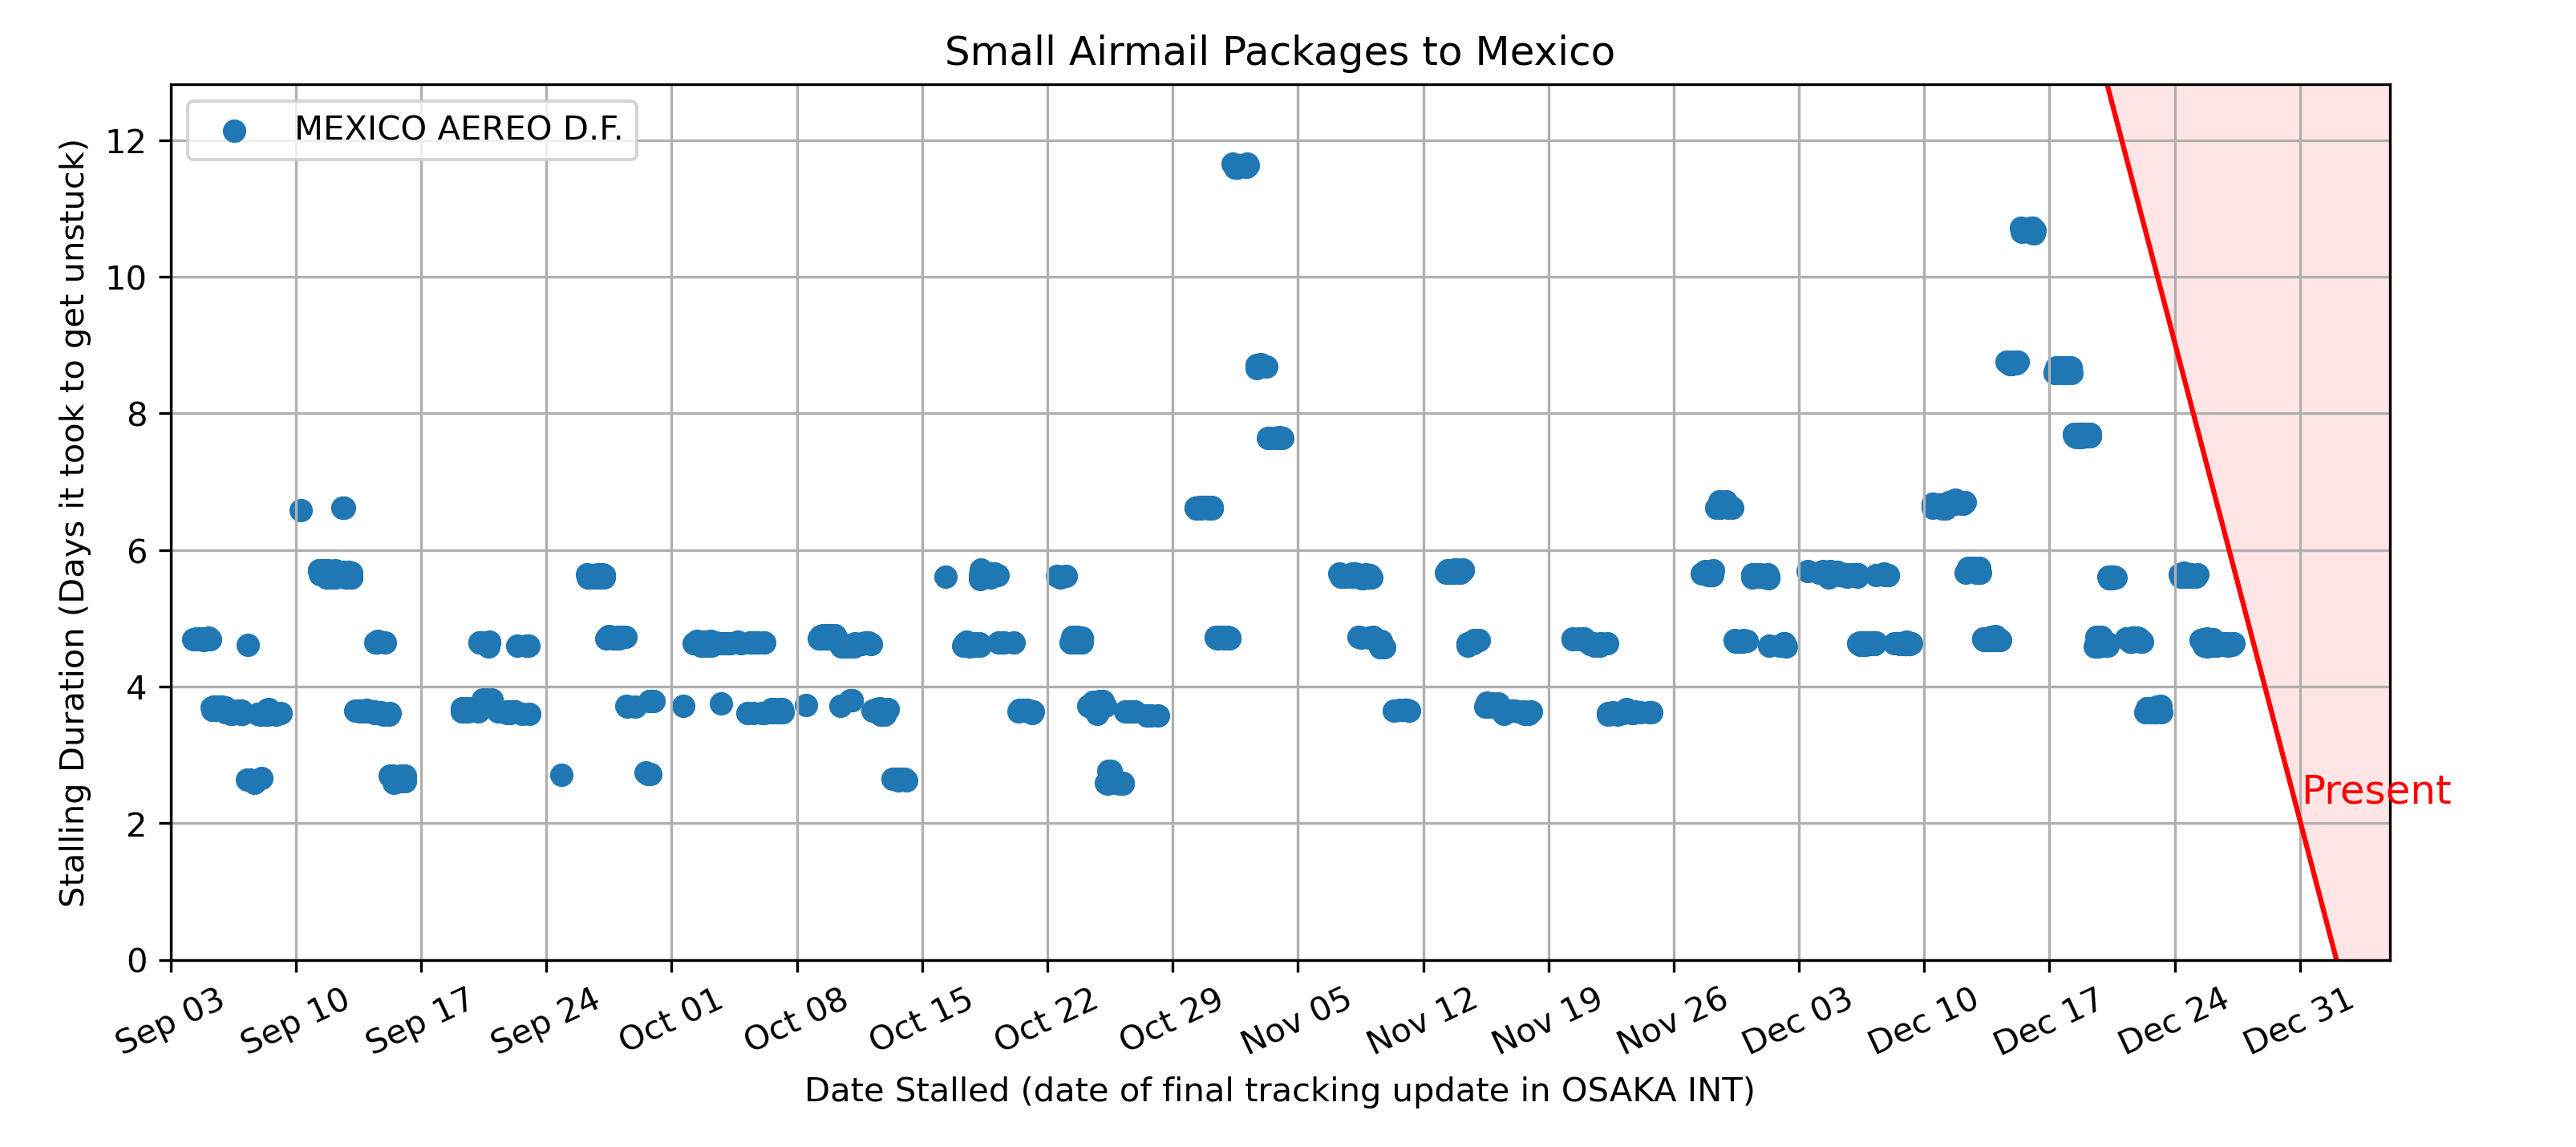 Small Airmail Packages to Mexico
MEXICO AEREO D.F.
Stalling Duration (Days it took to get unstuck)
12
10
8
6
4
2
0
Present
Sep 03
Sep 10
Sep 17
Sep 24
Oct 01
Oct 08
Oct 15
Oct 22
Oct 29
Nov 05
Nov 12
Nov 19
Nov 26
Dec 03
Dec 10
Dec 17
Dec 24
Dec 31
Date Stalled (date of final tracking update in OSAKA INT)